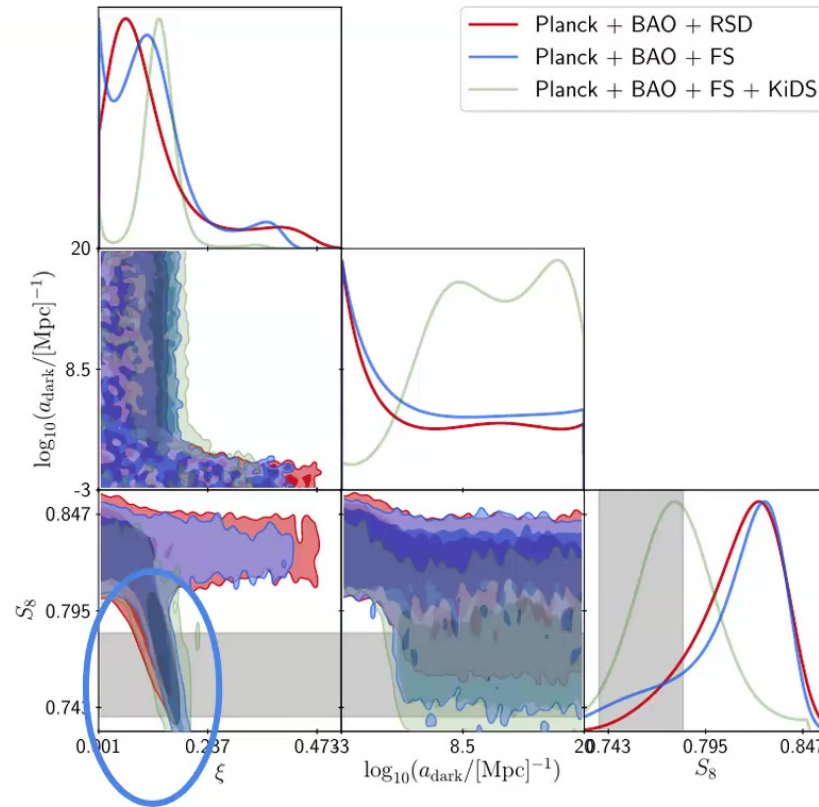 Planck + BAO + RSD
Planck + BAO + FS
Planck + BAO + FS + KiDS
20
log₁₀(a_dark/[Mpc]⁻¹)
8.5
-3
0.847
S₈
0.795
0.743
0.001 0.237 0.4733 8.5 20 0.743 0.795 0.847
ξ log₁₀(a_dark/[Mpc]⁻¹) S₈